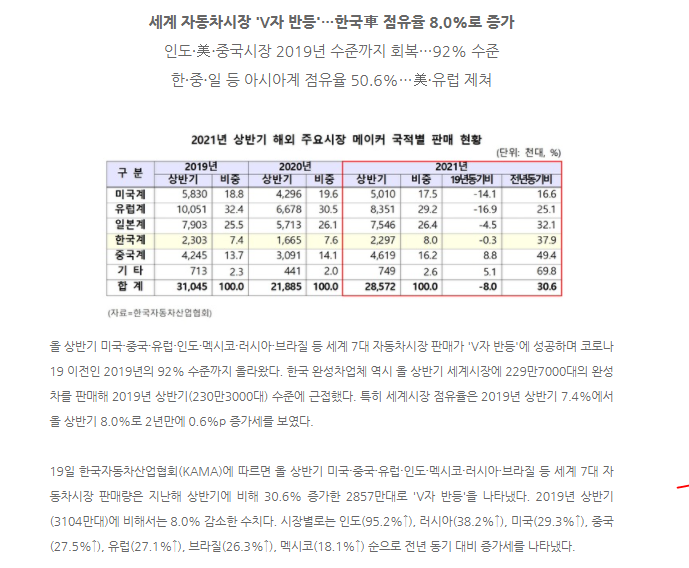 세계 자동차시장 'V자 반등'…한국車 점유율 8.0%로 증가
인도·美·중국시장 2019년 수준까지 회복…92% 수준
한·중·일 등 아시아계 점유율 50.6%…美·유럽 제쳐
2021년 상반기 해외 주요시장 메이커 국적별 판매 현황
(단위: 천대, %)
구 분 2019년 2020년 2021년
상반기 비중 상반기 비중 상반기 비중 19년동기비 전년동기비
미국계 5,830 18.8 4,296 19.6 5,010 17.5 -14.1 16.6
유럽계 10,051 32.4 6,678 30.5 8,351 29.2 -16.9 25.1
일본계 7,903 25.5 5,713 26.1 7,546 26.4 -4.5 32.1
한국계 2,303 7.4 1,665 7.6 2,297 8.0 -0.3 37.9
중국계 4,245 13.7 3,091 14.1 4,619 16.2 8.8 49.4
기 타 713 2.3 441 2.0 749 2.6 5.1 69.8
합 계 31,045 100.0 21,885 100.0 28,572 100.0 -8.0 30.6
(자료=한국자동차산업협회)
올 상반기 미국·중국·유럽·인도·멕시코·러시아·브라질 등 세계 7대 자동차시장 판매가 'V자 반등'에 성공하며 코로나
19 이전인 2019년의 92% 수준까지 올라왔다. 한국 완성차업체 역시 올 상반기 세계시장에 229만7000대의 완성
차를 판매해 2019년 상반기(230만3000대) 수준에 근접했다. 특히 세계시장 점유율은 2019년 상반기 7.4%에서
올 상반기 8.0%로 2년만에 0.6%p 증가세를 보였다.
19일 한국자동차산업협회(KAMA)에 따르면 올 상반기 미국·중국·유럽·인도·멕시코·러시아·브라질 등 세계 7대 자
동차시장 판매량은 지난해 상반기에 비해 30.6% 증가한 2857만대로 'V자 반등'을 나타냈다. 2019년 상반기
(3104만대)에 비해서는 8.0% 감소한 수치다. 시장별로는 인도(95.2%↑), 러시아(38.2%↑), 미국(29.3%↑), 중국
(27.5%↑), 유럽(27.1%↑), 브라질(26.3%↑), 멕시코(18.1%↑) 순으로 전년 동기 대비 증가세를 나타냈다.